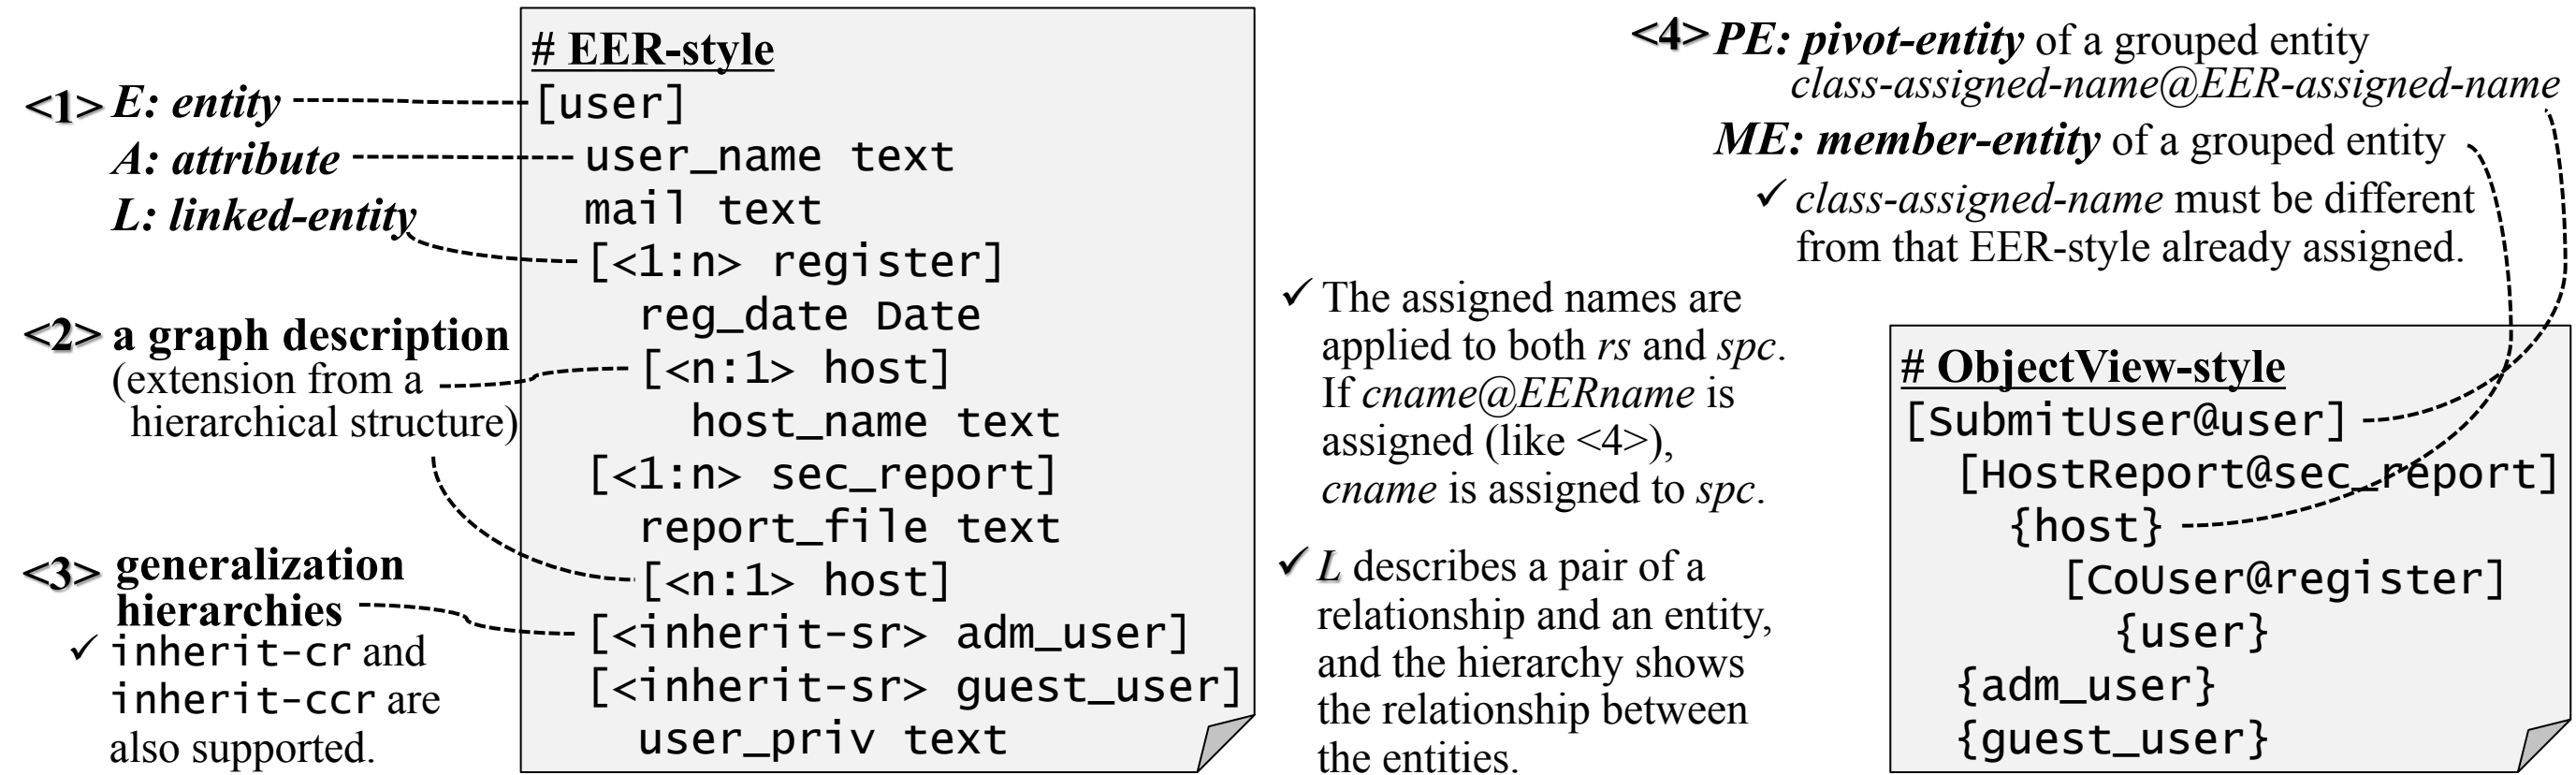 <1> E: entity
A: attribute
L: linked-entity
<2> a graph description
(extension from a
hierarchical structure)
<3> generalization
hierarchies
✓ inherit-cr and
inherit-ccr are
also supported.
# EER-style
[user]
user_name text
mail text
[<1:n> register]
reg_date Date
[<n:1> host]
host_name text
[<1:n> sec_report]
report_file text
[<n:1> host]
[<inherit-sr> adm_user]
[<inherit-sr> guest_user]
user_priv text
<4> PE: pivot-entity of a grouped entity
class-assigned-name@EER-assigned-name
ME: member-entity of a grouped entity
✓ class-assigned-name must be different
from that EER-style already assigned.
✓ The assigned names are
applied to both rs and spc.
If cname@EERname is
assigned (like <4>),
cname is assigned to spc.
✓ L describes a pair of a
relationship and an entity,
and the hierarchy shows
the relationship between
the entities.
# ObjectView-style
[SubmitUser@user]
[HostReport@sec_report]
{host}
[CoUser@register]
{user}
{adm_user}
{guest_user}